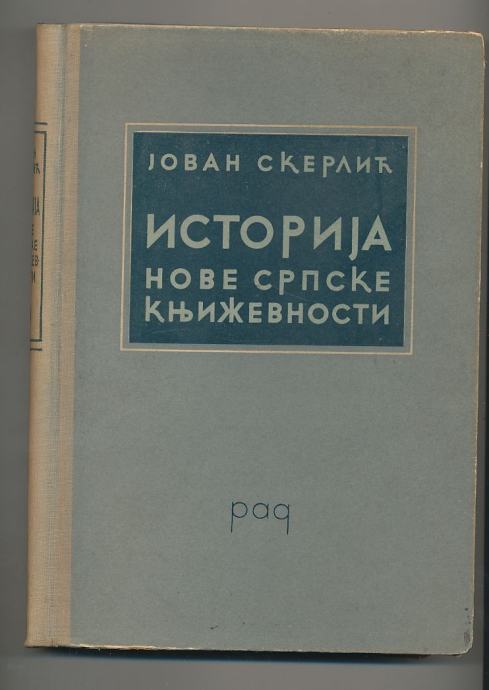 ЈОВАН СКЕРЛИЋ
ИСТОРИЈА
НОВЕ СРПСКЕ
КЊИЖЕВНОСТИ
рад